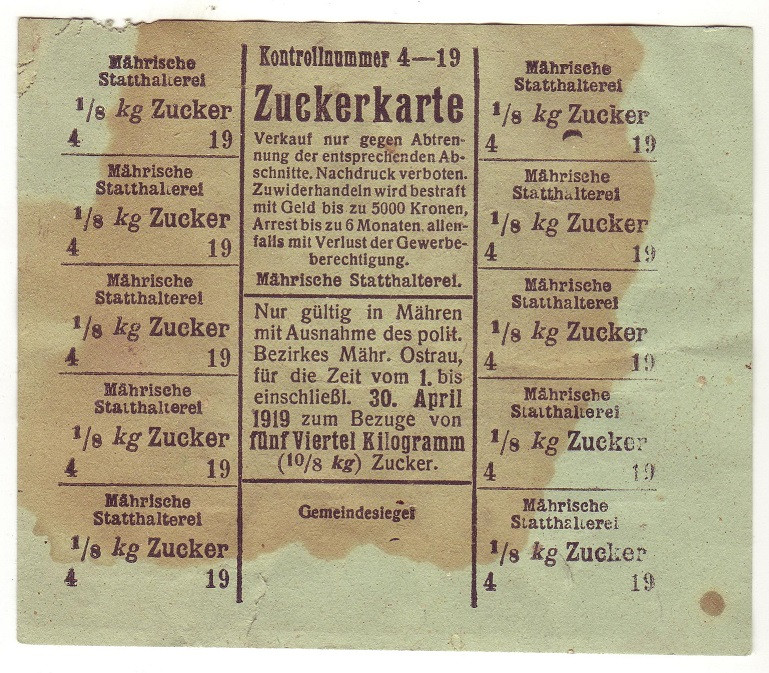 Mährische
Statthalterei
1/8 kg Zucker
4 19
Mährische
Statthalterei
1/8 kg Zucker
4 19
Mährische
Statthalterei
1/8 kg Zucker
4 19
Mährische
Statthalterei
1/8 kg Zucker
4 19
Mährische
Statthalterei
1/8 kg Zucker
4 19
Kontrollnummer 4—19
Zuckerkarte
Verkauf nur gegen Abtren-
nung der entsprechenden Ab-
schnitte. Nachdruck verboten.
Zuwiderhandeln wird bestraft
mit Geld bis zu 5000 Kronen,
Arrest bis zu 6 Monaten, allen-
falls mit Verlust der Gewerbe-
berechtigung.
Mährische Statthalterei.
Nur gültig in Mähren
mit Ausnahme des polit.
Bezirkes Mähr. Ostrau,
für die Zeit vom 1. bis
einschließl. 30. April
1919 zum Bezuge von
fünf Viertel Kilogramm
(10/8 kg) Zucker.
Gemeindesiegel
Mährische
Statthalterei
1/8 kg Zucker
4 19
Mährische
Statthalterei
1/8 kg Zucker
4 19
Mährische
Statthalterei
1/8 kg Zucker
4 19
Mährische
Statthalterei
1/8 kg Zucker
4 19
Mährische
Statthalterei
1/8 kg Zucker
4 19